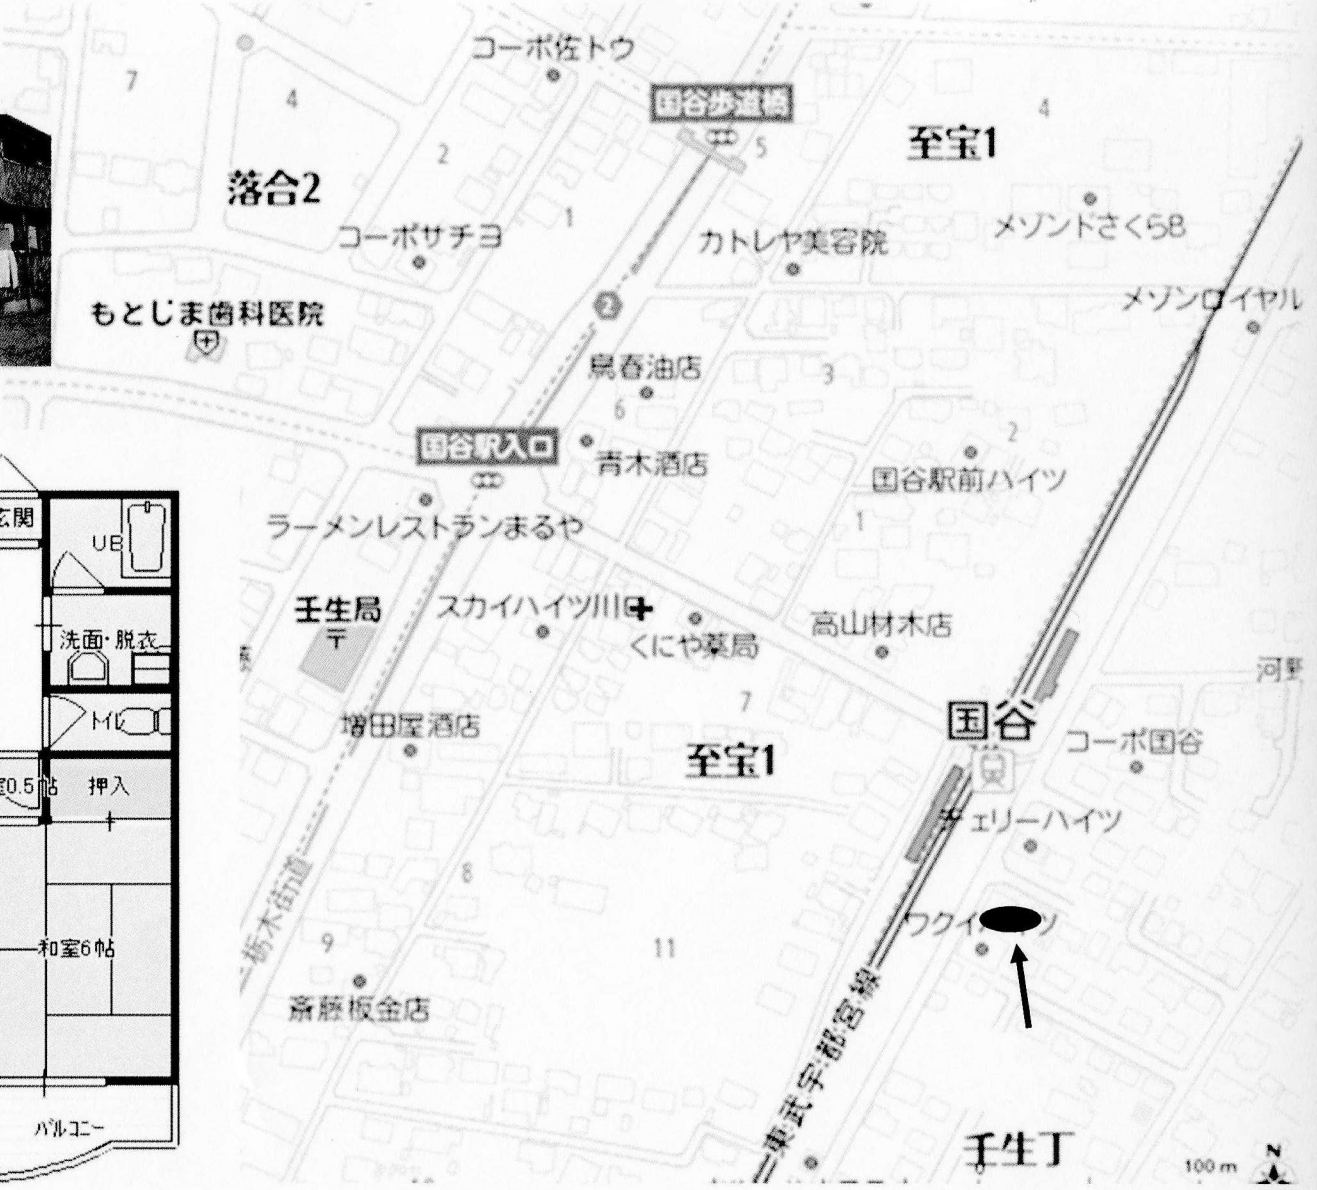 コーポ佐トウ
国谷歩道橋
7
4
4
5
2
至宝1
落合2
1
コーポサチヨ
カトレヤ美容院
メゾンドさくらB
メゾンロイヤル
もとじま歯科医院
2
鳥春油店
3
6
2
国谷駅入口
青木酒店
国谷駅前ハイツ
ラーメンレストランまるや
1
玄関
UB
壬生局
スカイハイツ川日
くにや薬局
高山材木店
洗面・脱衣
河野
トイレ
増田屋酒店
7
国谷
コーポ国谷
至宝1
0.5帖
押入
チェリーハイツ
8
栃木街道
ワクイ
和室6帖
9
11
斎藤板金店
東武宇都宮線
バルコニー
壬生丁
100 m
N